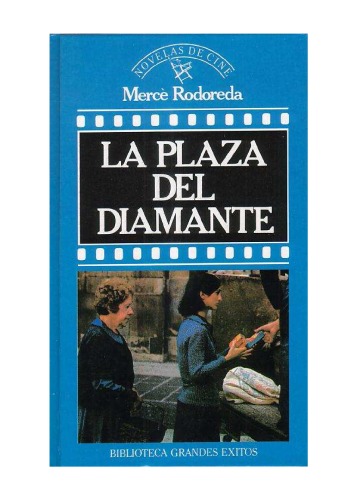 NOVELAS DE CINE
Mercè Rodoreda
LA PLAZA
DEL
DIAMANTE
BIBLIOTECA GRANDES EXITOS